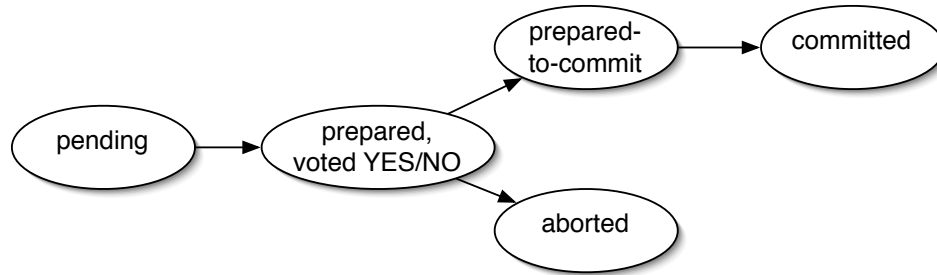 pending
prepared,
voted YES/NO
prepared-
to-commit
committed
aborted